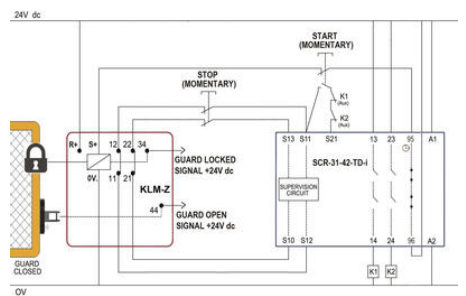 24V dc
START
(MOMENTARY)
STOP
(MOMENTARY)
K1
(Aux)
K2
(Aux)
R+ S+ 12 22 34
S13 S11 S21 13 23 95 A1
GUARD LOCKED
SIGNAL +24V dc
SCR-31-42-TD-i
0V.
11 21
KLM-Z
SUPERVISION
CIRCUIT
44
GUARD OPEN
SIGNAL +24V dc
S10 S12 14 24 96 A2
GUARD
CLOSED
K1 K2
OV